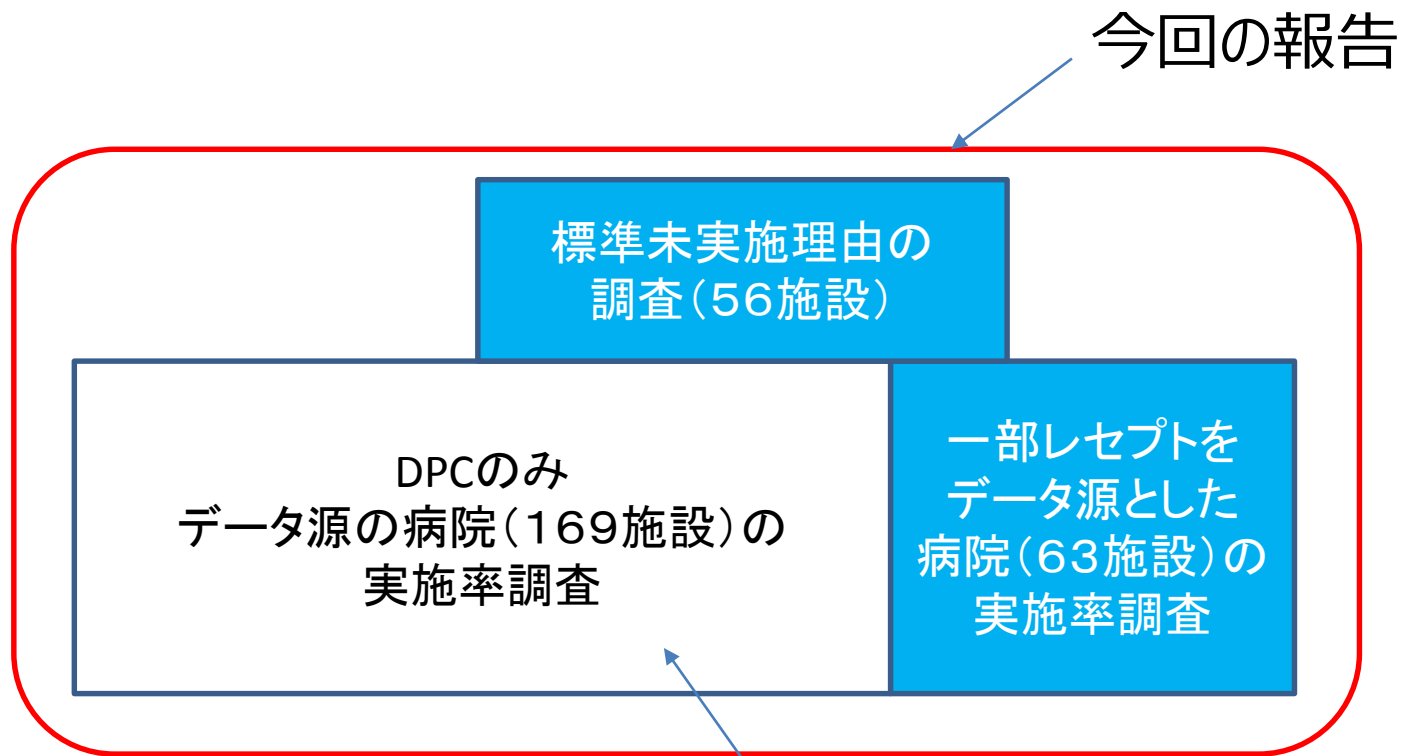 今回の報告
標準未実施理由の
調査（５６施設）
DPCのみ
データ源の病院（１６９施設）の
実施率調査
一部レセプトを
データ源とした
病院（６３施設）の
実施率調査